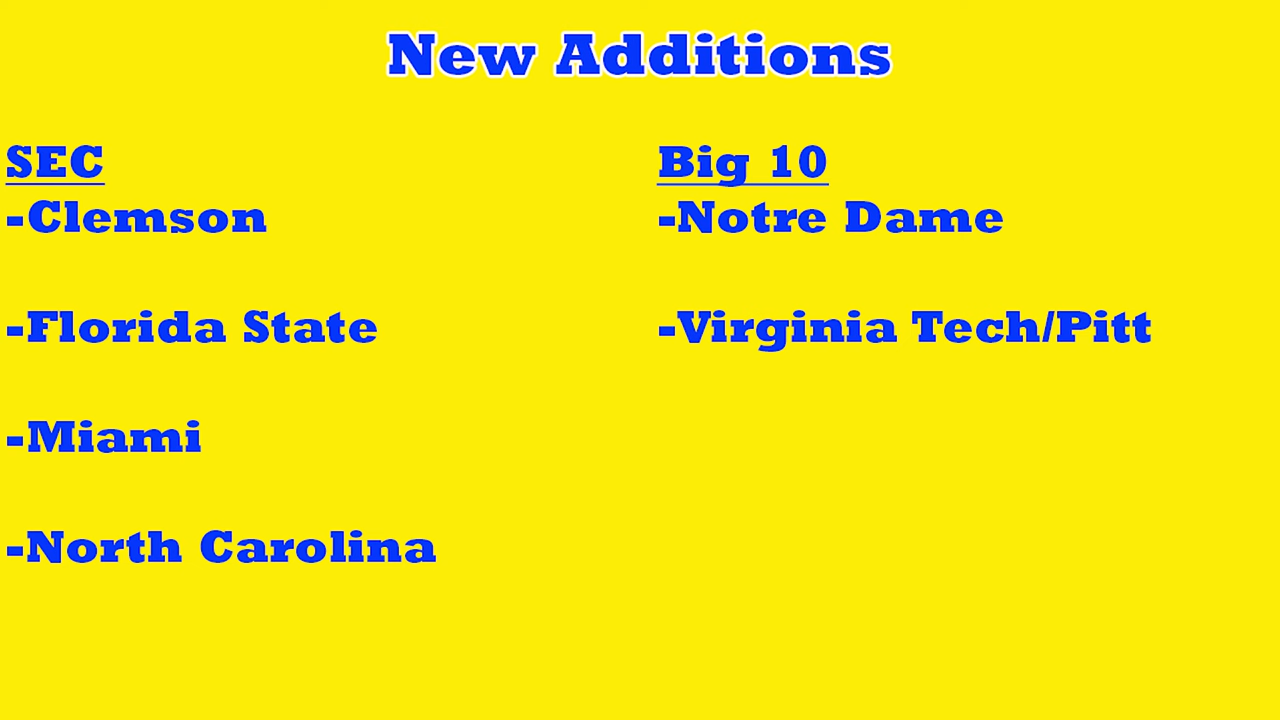 New Additions
SEC
-Clemson
-Florida State
-Miami
-North Carolina
Big 10
-Notre Dame
-Virginia Tech/Pitt